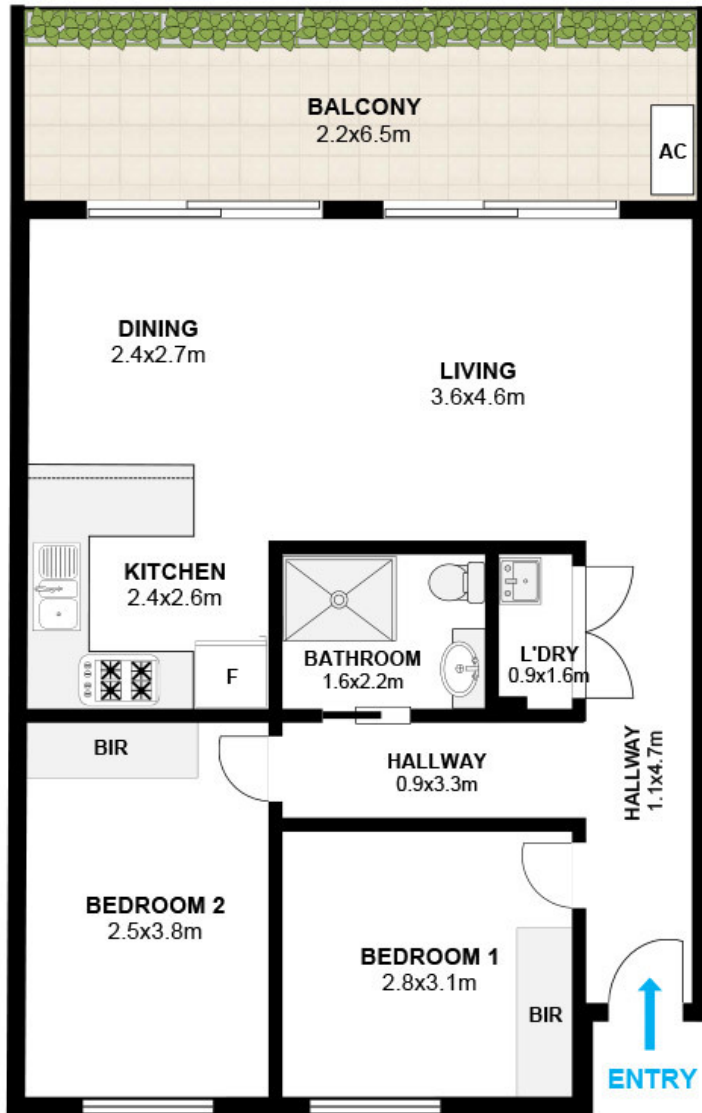 BALCONY
2.2x6.5m
AC
DINING
2.4x2.7m
LIVING
3.6x4.6m
KITCHEN
2.4x2.6m
F
BATHROOM
1.6x2.2m
L'DRY
0.9x1.6m
BIR
HALLWAY
0.9x3.3m
HALLWAY
1.1x4.7m
BEDROOM 2
2.5x3.8m
BEDROOM 1
2.8x3.1m
BIR
ENTRY